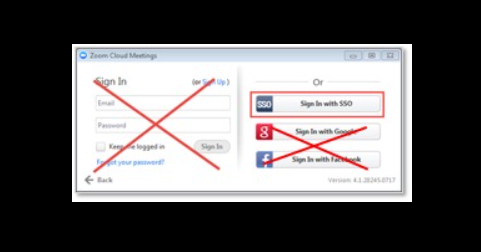 Zoom Cloud Meetings
Sign In (or Sign Up)
Email
Password
Keep me logged in Sign In
Forgot your password?
Back
Or
SSO Sign In with SSO
g Sign In with Google
f Sign In with Facebook
Version: 4.1.28245.0717